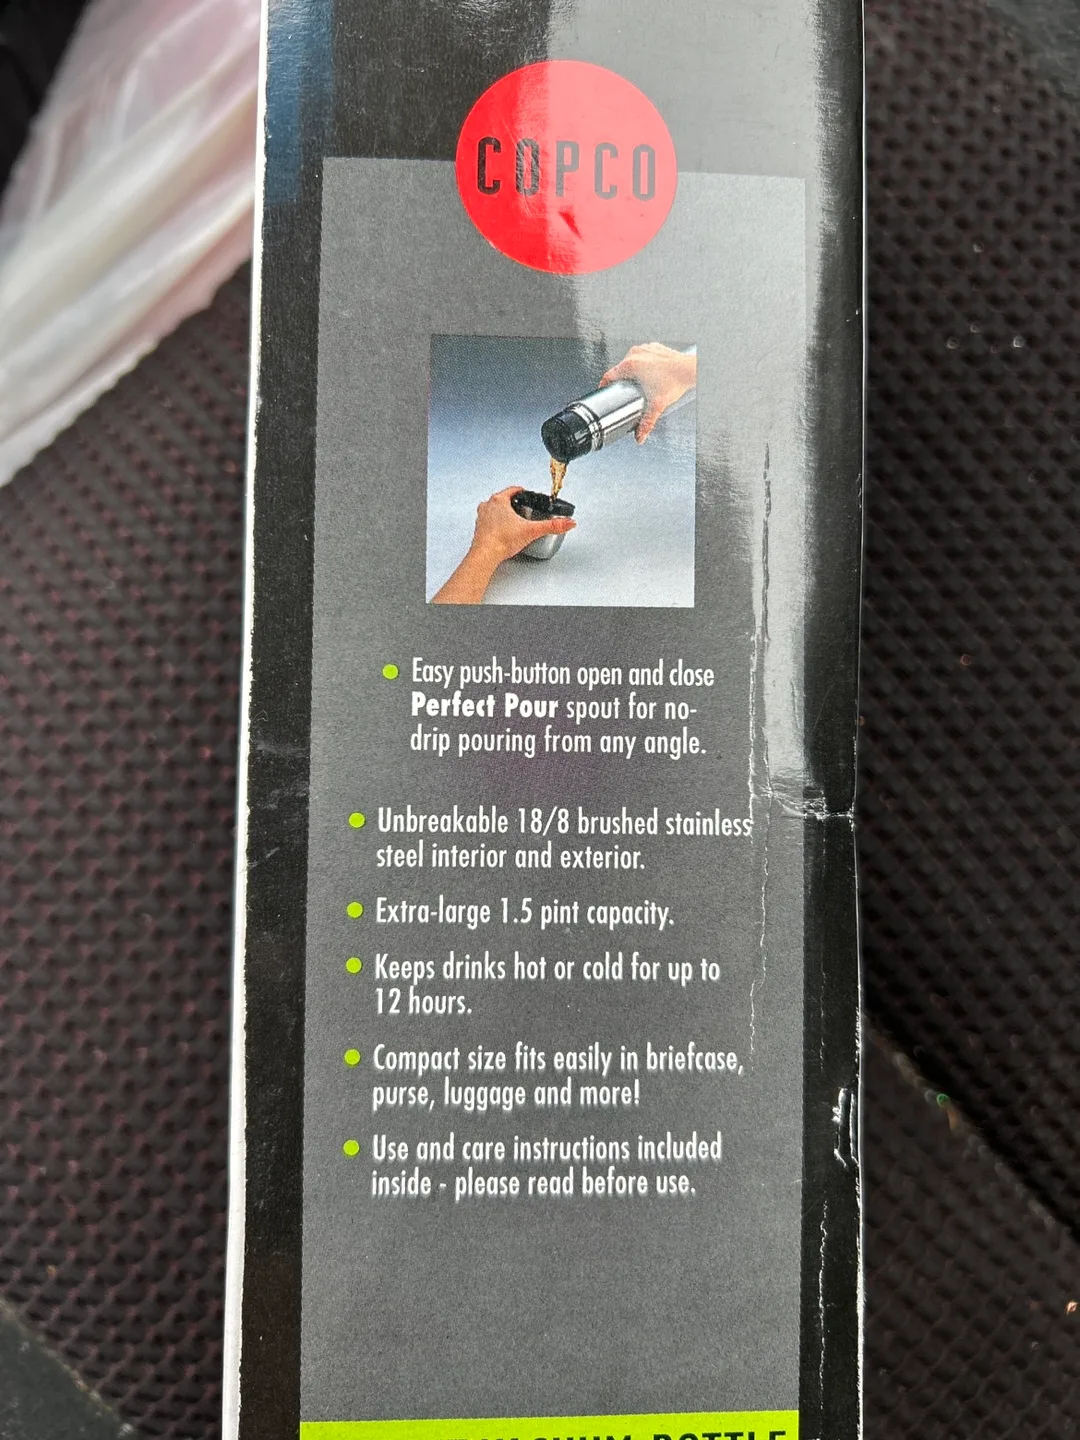 COPCO
Easy push-button open and close
Perfect Pour spout for no-
drip pouring from any angle.
Unbreakable 18/8 brushed stainless
steel interior and exterior.
Extra-large 1.5 pint capacity.
Keeps drinks hot or cold for up to
12 hours.
Compact size fits easily in briefcase,
purse, luggage and more!
Use and care instructions included
inside - please read before use.
BOTTLE